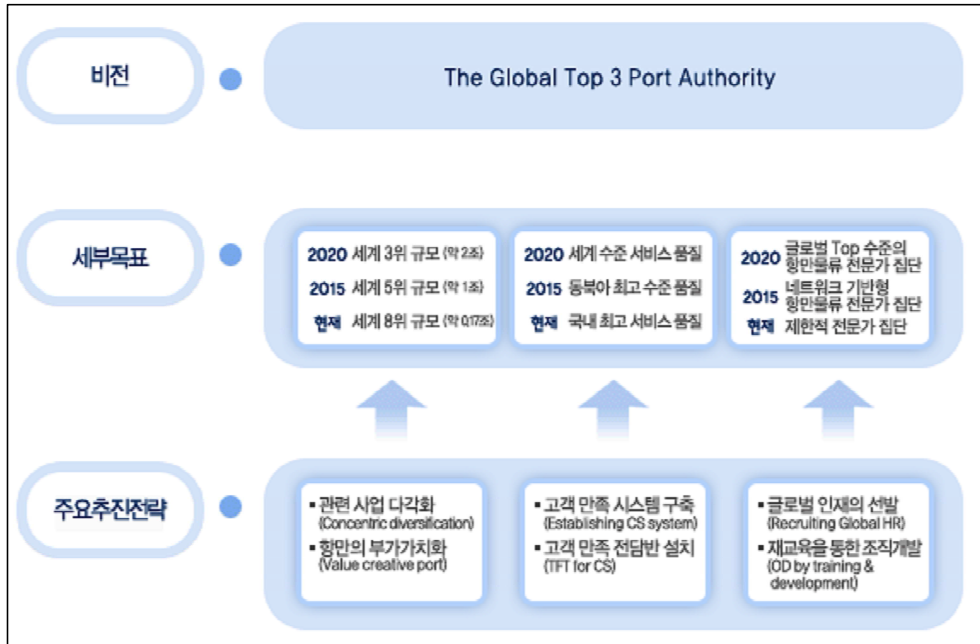 비전
The Global Top 3 Port Authority
세부목표
2020 세계 3위 규모 (약 2조)
2015 세계 5위 규모 (약 1조)
현재 세계 8위 규모 (약 0.17조)
2020 세계 수준 서비스 품질
2015 동북아 최고 수준 품질
현재 국내 최고 서비스 품질
2020 글로벌 Top 수준의
항만물류 전문가 집단
2015 네트워크 기반형
항만물류 전문가 집단
현재 제한적 전문가 집단
주요추진전략
▪ 관련 사업 다각화
(Concentric diversification)
▪ 항만의 부가가치화
(Value creative port)
▪ 고객 만족 시스템 구축
(Establishing CS system)
▪ 고객 만족 전담반 설치
(TFT for CS)
▪ 글로벌 인재의 선발
(Recruiting Global HR)
▪ 재교육을 통한 조직개발
(OD by training &
development)